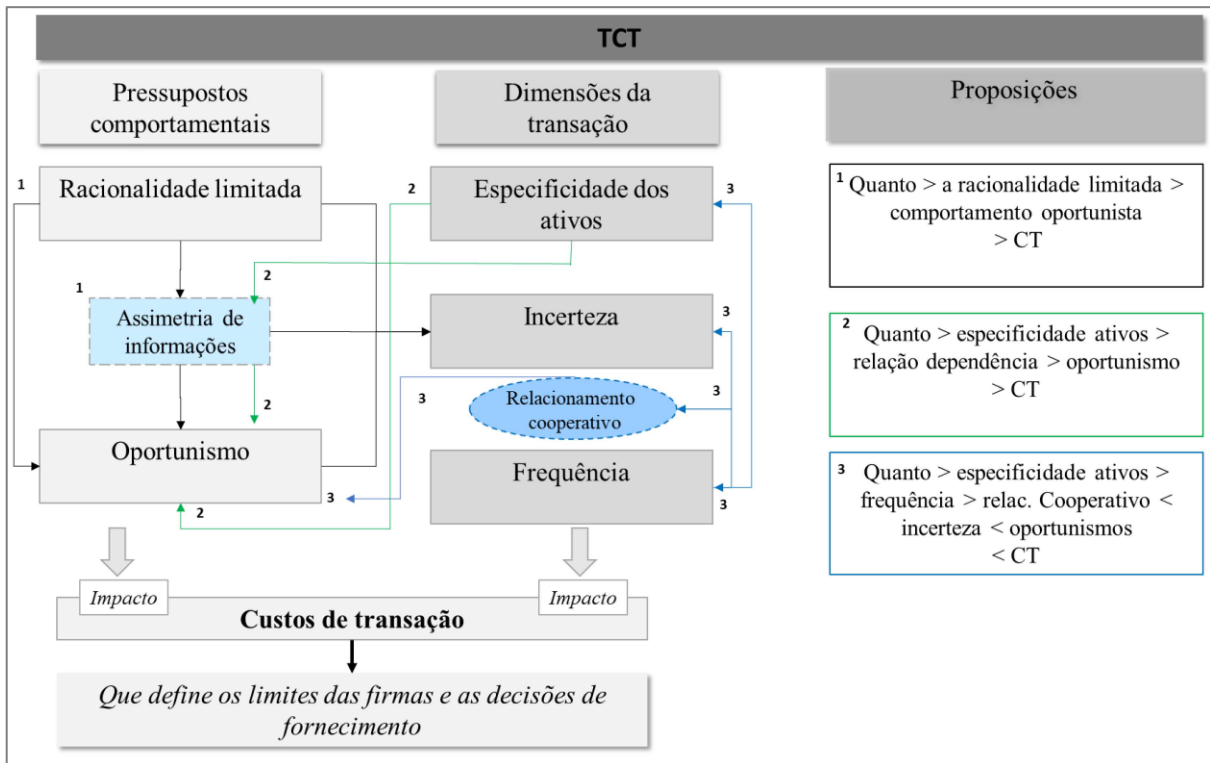 TCT
Pressupostos
comportamentais
Dimensões da
transação
Proposições
1
Racionalidade limitada
2
Especificidade dos
ativos
3
1 Quanto > a racionalidade limitada >
comportamento oportunista
> CT
2
1
Assimetria de
informações
Incerteza
3
2 Quanto > especificidade ativos >
relação dependência > oportunismo
> CT
2
3
Relacionamento
cooperativo
3
Oportunismo
3
2
Frequência
3
3 Quanto > especificidade ativos >
frequência > relac. Cooperativo <
incerteza < oportunismos
< CT
Impacto
Impacto
Custos de transação
Que define os limites das firmas e as decisões de
fornecimento